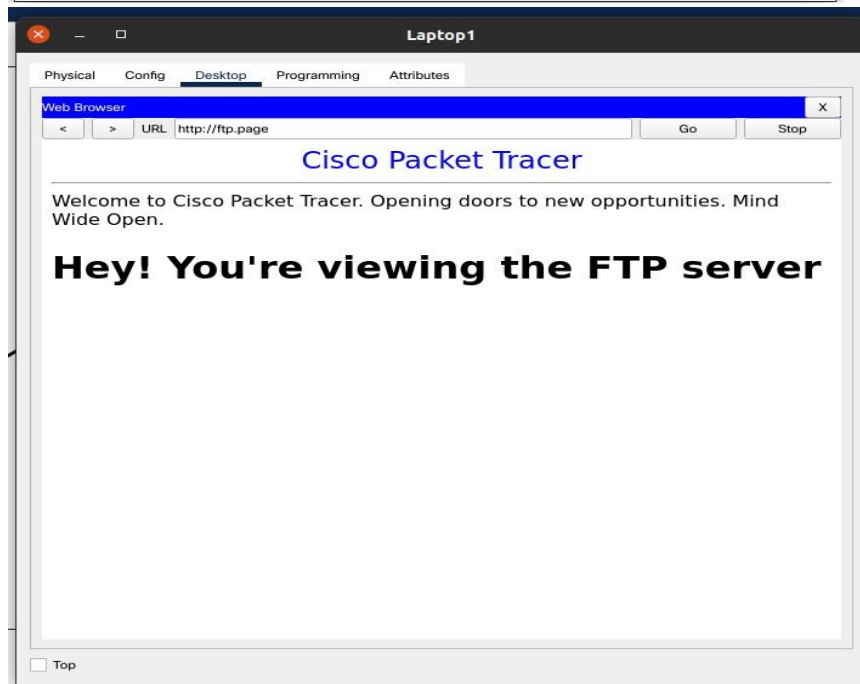 Laptop1
Physical Config Desktop Programming Attributes
Web Browser X
< > URL http://ftp.page Go Stop
Cisco Packet Tracer
Welcome to Cisco Packet Tracer. Opening doors to new opportunities. Mind
Wide Open.
Hey! You're viewing the FTP server
Top